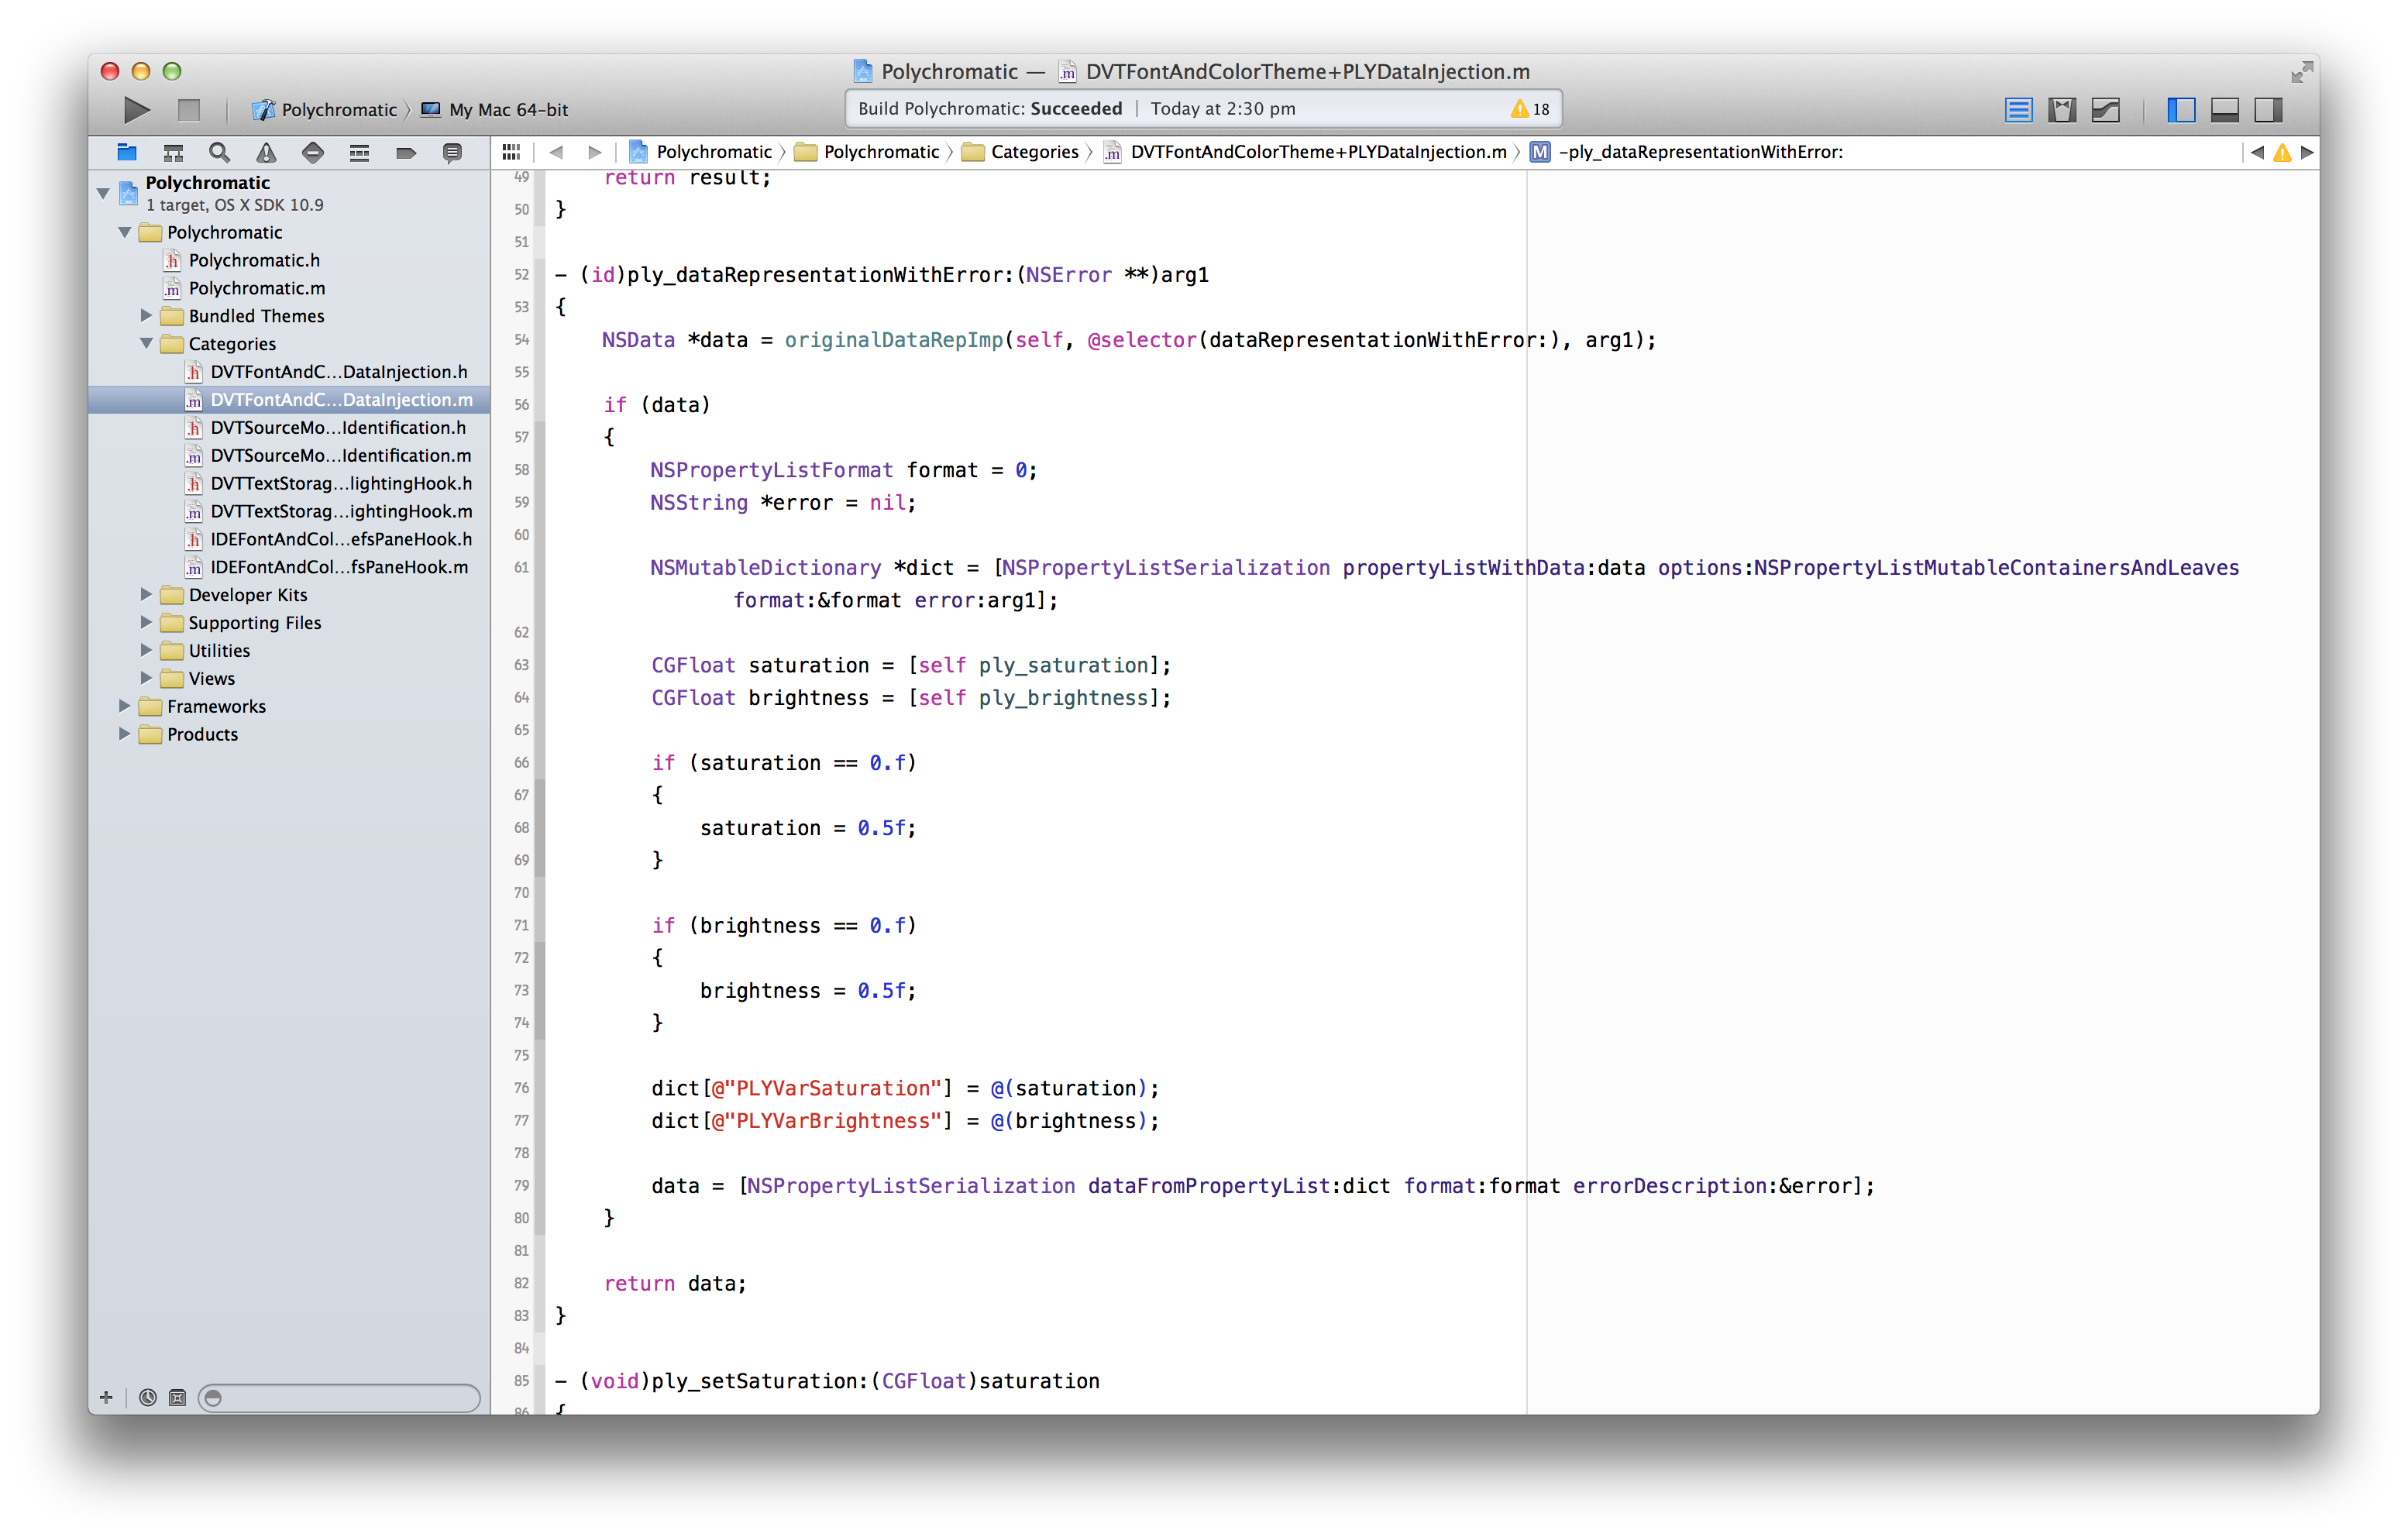 Polychromatic — DVTFontAndColorTheme+PLYDataInjection.m
Polychromatic My Mac 64-bit
Build Polychromatic: Succeeded | Today at 2:30 pm 18
Polychromatic Polychromatic Categories DVTFontAndColorTheme+PLYDataInjection.m M -ply_dataRepresentationWithError:
Polychromatic
1 target, OS X SDK 10.9
Polychromatic
Polychromatic.h
Polychromatic.m
Bundled Themes
Categories
DVTFontAndC...DataInjection.h
DVTFontAndC...DataInjection.m
DVTSourceMo...Identification.h
DVTSourceMo...Identification.m
DVTTextStorag...lightingHook.h
DVTTextStorag...ightingHook.m
IDEFontAndCol...efsPaneHook.h
IDEFontAndCol...fsPaneHook.m
Developer Kits
Supporting Files
Utilities
Views
Frameworks
Products
49 return result;
50 }
51
52 - (id)ply_dataRepresentationWithError:(NSError **)arg1
53 {
54 NSData *data = originalDataRepImp(self, @selector(dataRepresentationWithError:), arg1);
55
56 if (data)
57 {
58 NSPropertyListFormat format = 0;
59 NSString *error = nil;
60
61 NSMutableDictionary *dict = [NSPropertyListSerialization propertyListWithData:data options:NSPropertyListMutableContainersAndLeaves
format:&format error:arg1];
62
63 CGFloat saturation = [self ply_saturation];
64 CGFloat brightness = [self ply_brightness];
65
66 if (saturation == 0.f)
67 {
68 saturation = 0.5f;
69 }
70
71 if (brightness == 0.f)
72 {
73 brightness = 0.5f;
74 }
75
76 dict[@"PLYVarSaturation"] = @(saturation);
77 dict[@"PLYVarBrightness"] = @(brightness);
78
79 data = [NSPropertyListSerialization dataFromPropertyList:dict format:format errorDescription:&error];
80 }
81
82 return data;
83 }
84
85 - (void)ply_setSaturation:(CGFloat)saturation
86 {